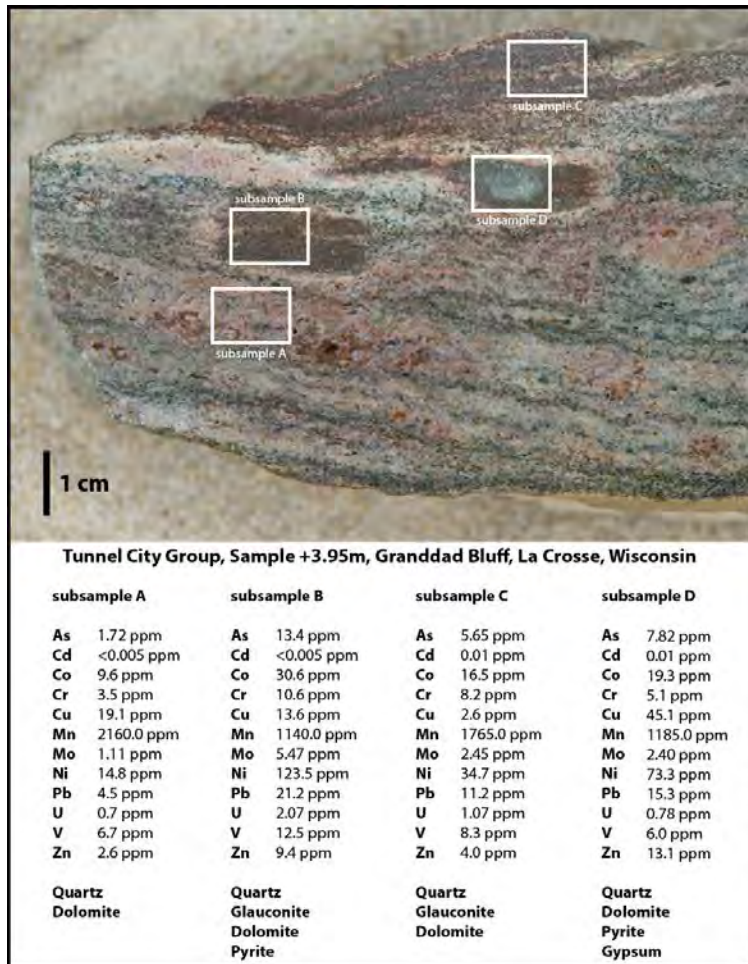 subsample C
subsample B
subsample D
subsample A
1 cm
Tunnel City Group, Sample +3.95m, Granddad Bluff, La Crosse, Wisconsin
subsample A subsample B subsample C subsample D
As 1.72 ppm As 13.4 ppm As 5.65 ppm As 7.82 ppm
Cd <0.005 ppm Cd <0.005 ppm Cd 0.01 ppm Cd 0.01 ppm
Co 9.6 ppm Co 30.6 ppm Co 16.5 ppm Co 19.3 ppm
Cr 3.5 ppm Cr 10.6 ppm Cr 8.2 ppm Cr 5.1 ppm
Cu 19.1 ppm Cu 13.6 ppm Cu 2.6 ppm Cu 45.1 ppm
Mn 2160.0 ppm Mn 1140.0 ppm Mn 1765.0 ppm Mn 1185.0 ppm
Mo 1.11 ppm Mo 5.47 ppm Mo 2.45 ppm Mo 2.40 ppm
Ni 14.8 ppm Ni 123.5 ppm Ni 34.7 ppm Ni 73.3 ppm
Pb 4.5 ppm Pb 21.2 ppm Pb 11.2 ppm Pb 15.3 ppm
U 0.7 ppm U 2.07 ppm U 1.07 ppm U 0.78 ppm
V 6.7 ppm V 12.5 ppm V 8.3 ppm V 6.0 ppm
Zn 2.6 ppm Zn 9.4 ppm Zn 4.0 ppm Zn 13.1 ppm
Quartz Quartz Quartz Quartz
Dolomite Glauconite Glauconite Dolomite
Dolomite Dolomite Pyrite
Pyrite Gypsum